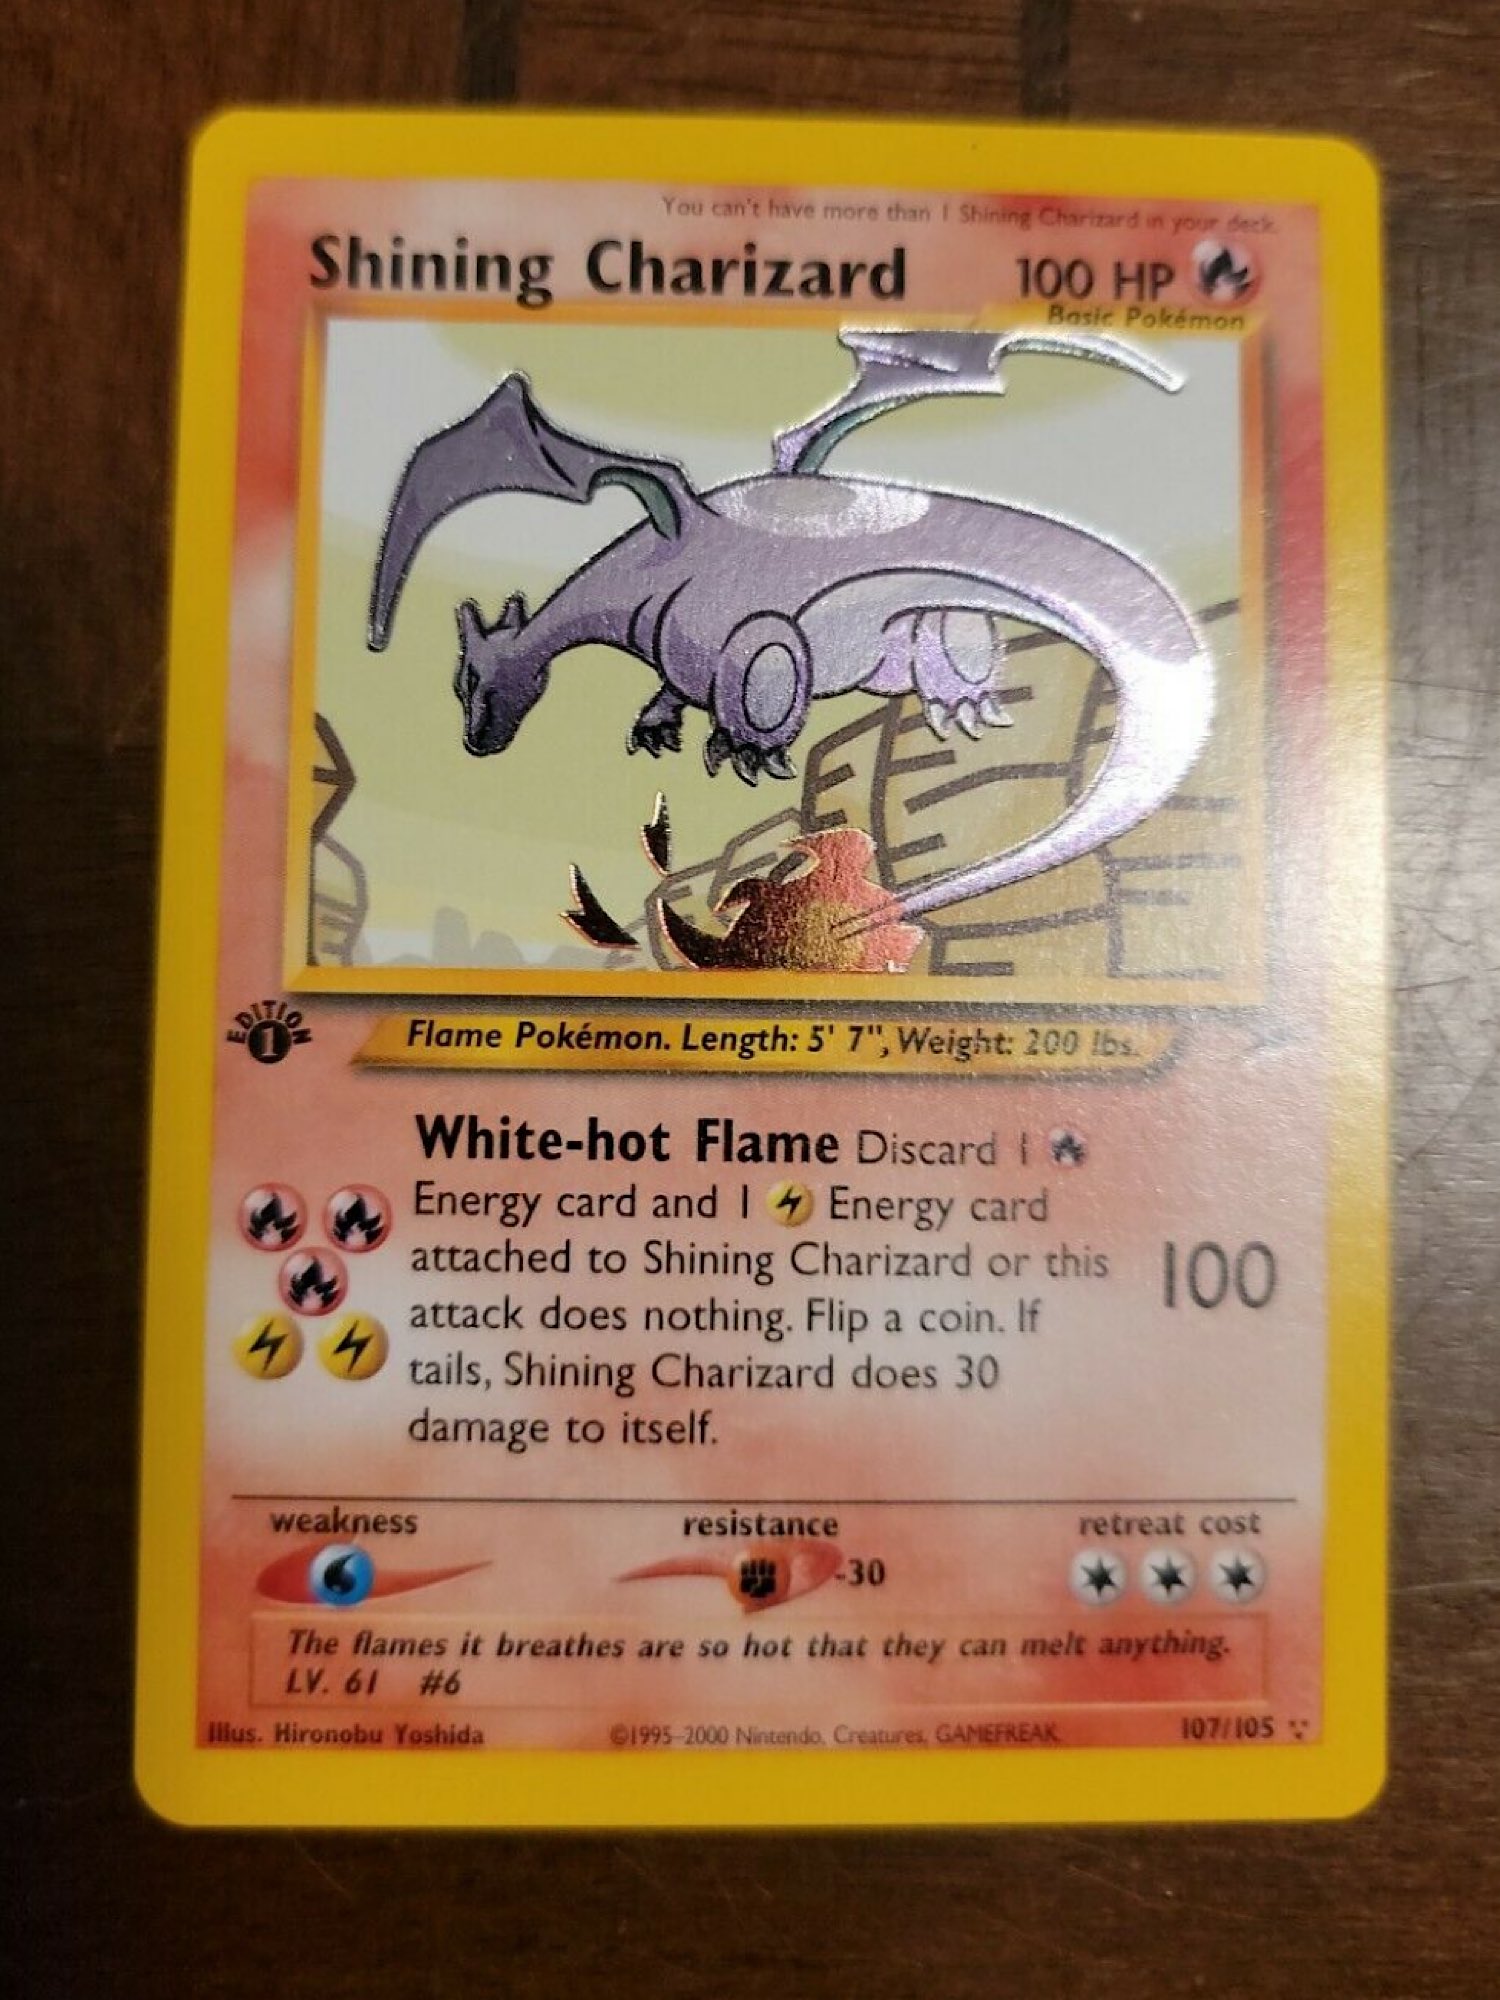 You can't have more than 1 Shining Charizard in your deck.
Shining Charizard 100 HP
Basic Pokémon
EDITION 1
Flame Pokémon. Length: 5' 7", Weight: 200 lbs.
White-hot Flame Discard 1
Energy card and 1 Energy card
attached to Shining Charizard or this
attack does nothing. Flip a coin. If
tails, Shining Charizard does 30
damage to itself.
100
weakness resistance retreat cost
-30
The flames it breathes are so hot that they can melt anything.
LV. 61 #6
Illus. Hironobu Yoshida ©1995-2000 Nintendo, Creatures, GAMEFREAK 107/105